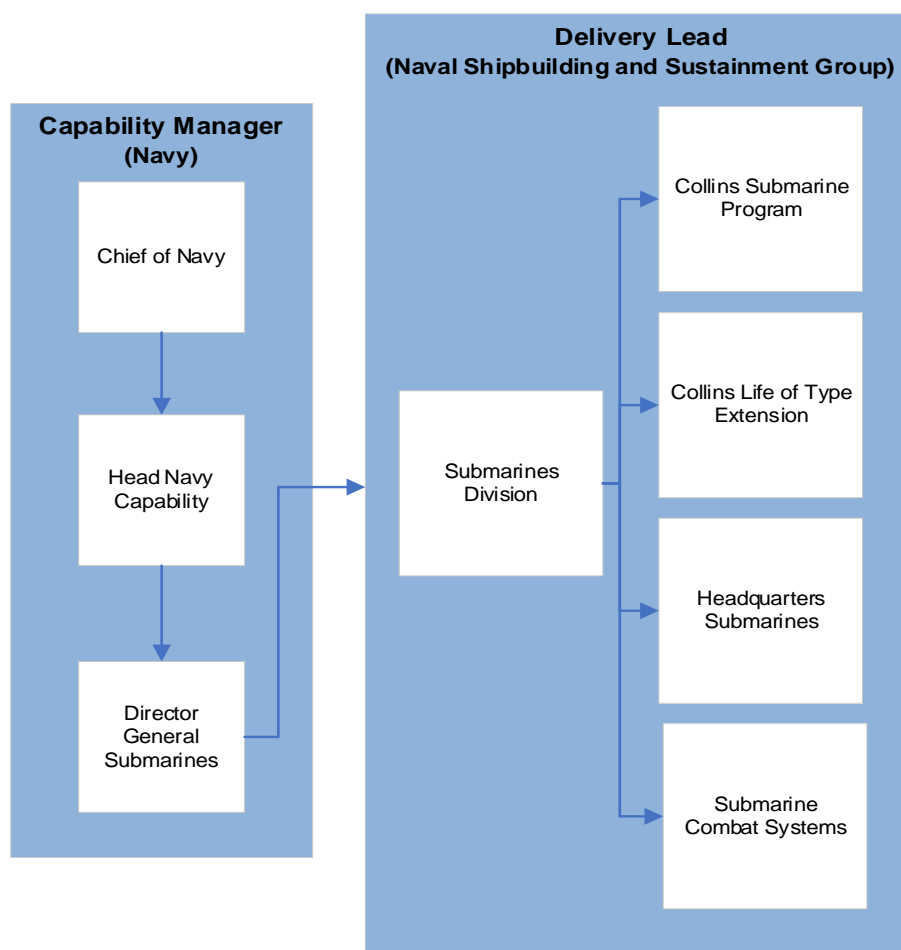 Capability Manager
(Navy)
Chief of Navy
Head Navy
Capability
Director
General
Submarines
Delivery Lead
(Naval Shipbuilding and Sustainment Group)
Submarines
Division
Collins Submarine
Program
Collins Life of Type
Extension
Headquarters
Submarines
Submarine
Combat Systems